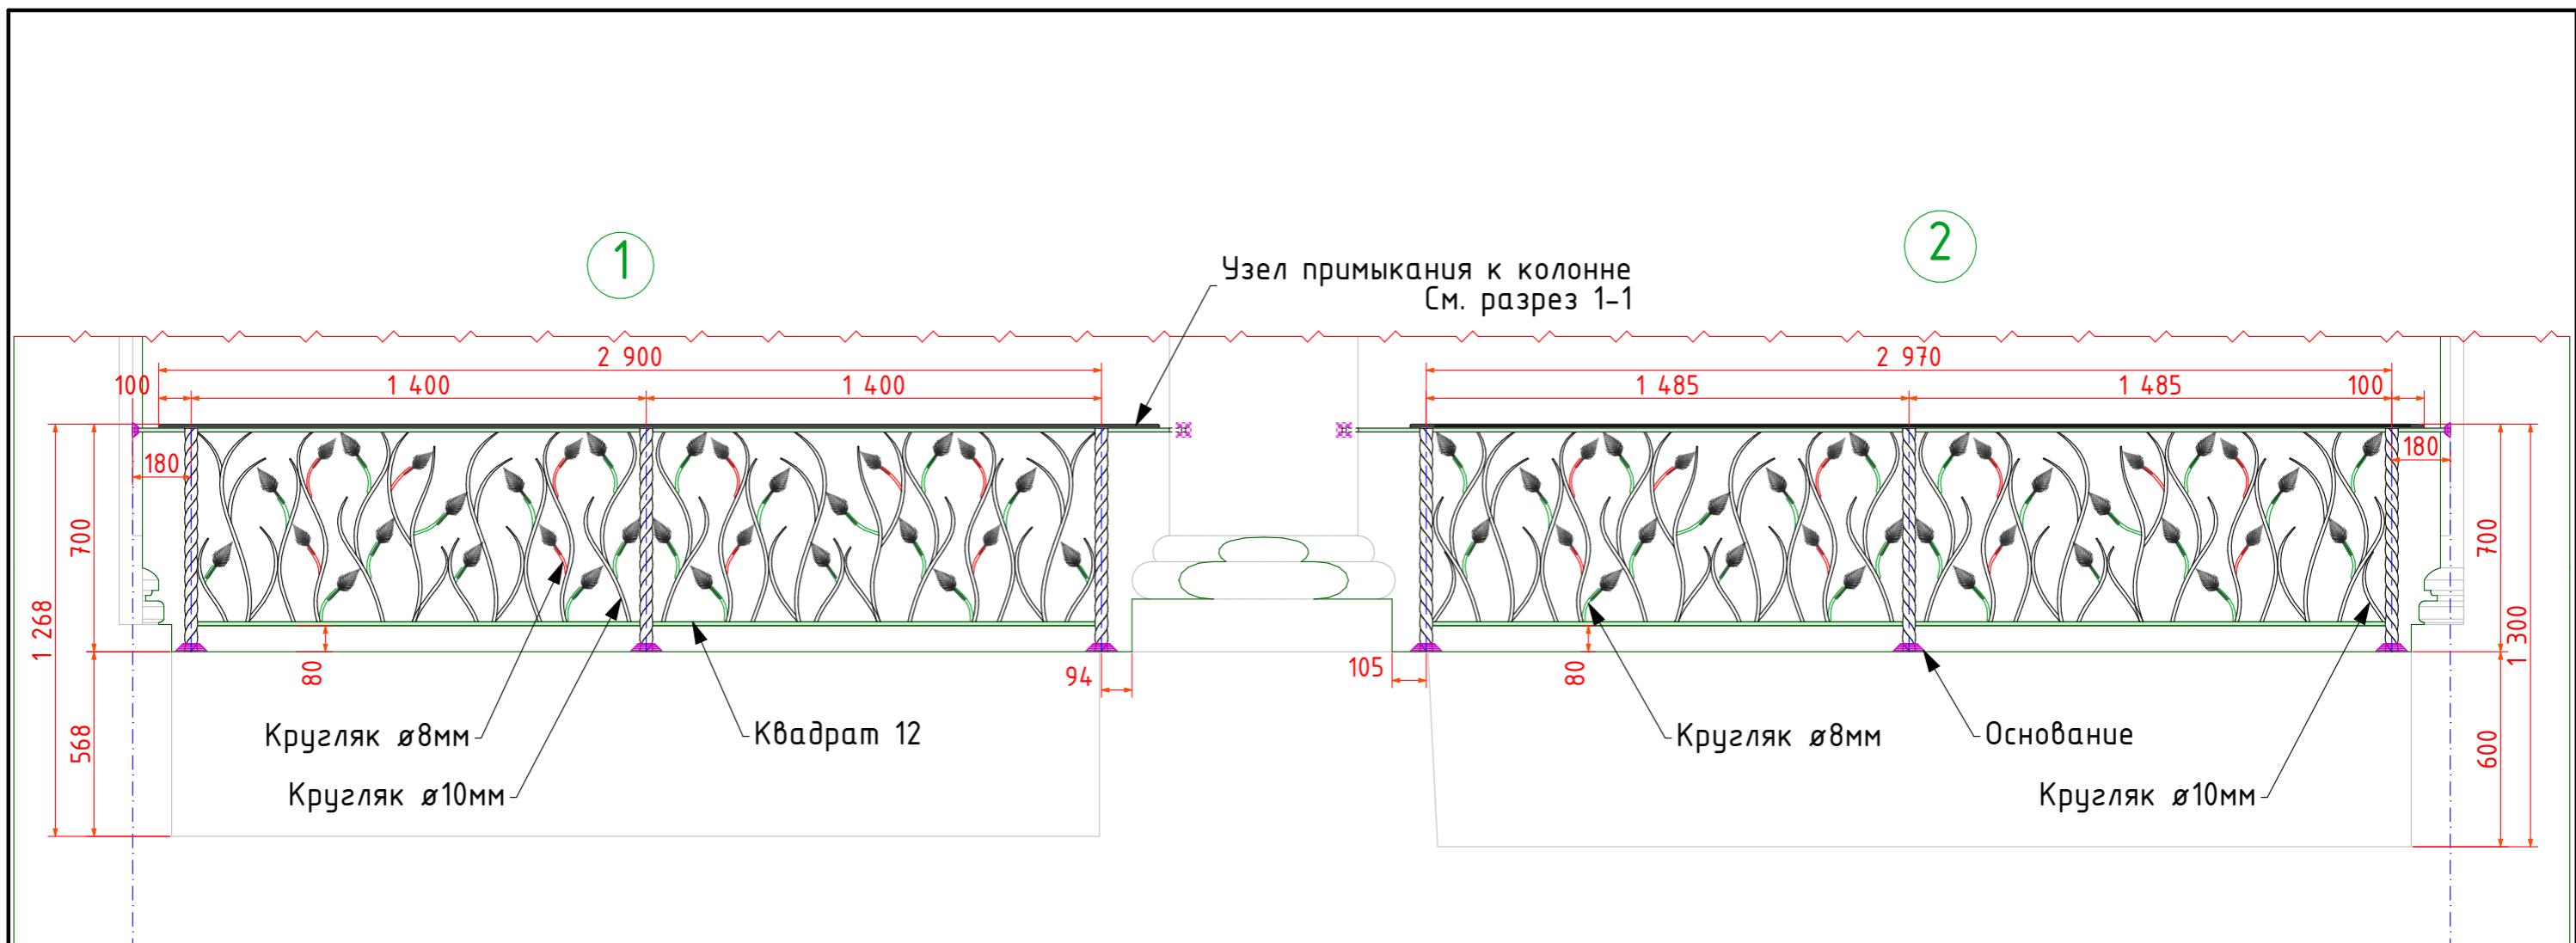 1
2
Узел примыкания к колонне
См. разрез 1-1
2 900
2 970
100
1 400
1 400
1 485
1 485
100
180
180
700
700
1 268
1 300
80
80
94
105
568
600
Кругляк ø8мм
Квадрат 12
Кругляк ø8мм
Основание
Кругляк ø10мм
Кругляк ø10мм